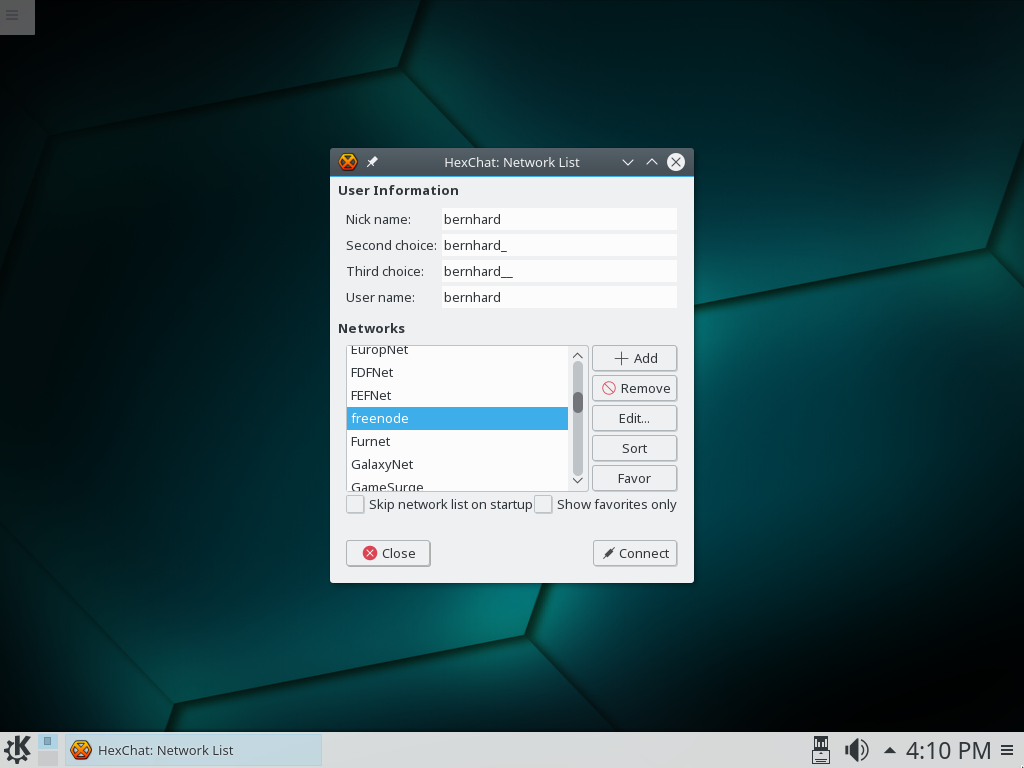 HexChat: Network List
User Information
Nick name: bernhard
Second choice: bernhard_
Third choice: bernhard__
User name: bernhard
Networks
EuropNet
FDFNet
FEFNet
freenode
Furnet
GalaxyNet
GameSurge
Add
Remove
Edit...
Sort
Favor
Skip network list on startup Show favorites only
Close Connect
HexChat: Network List 4:10 PM